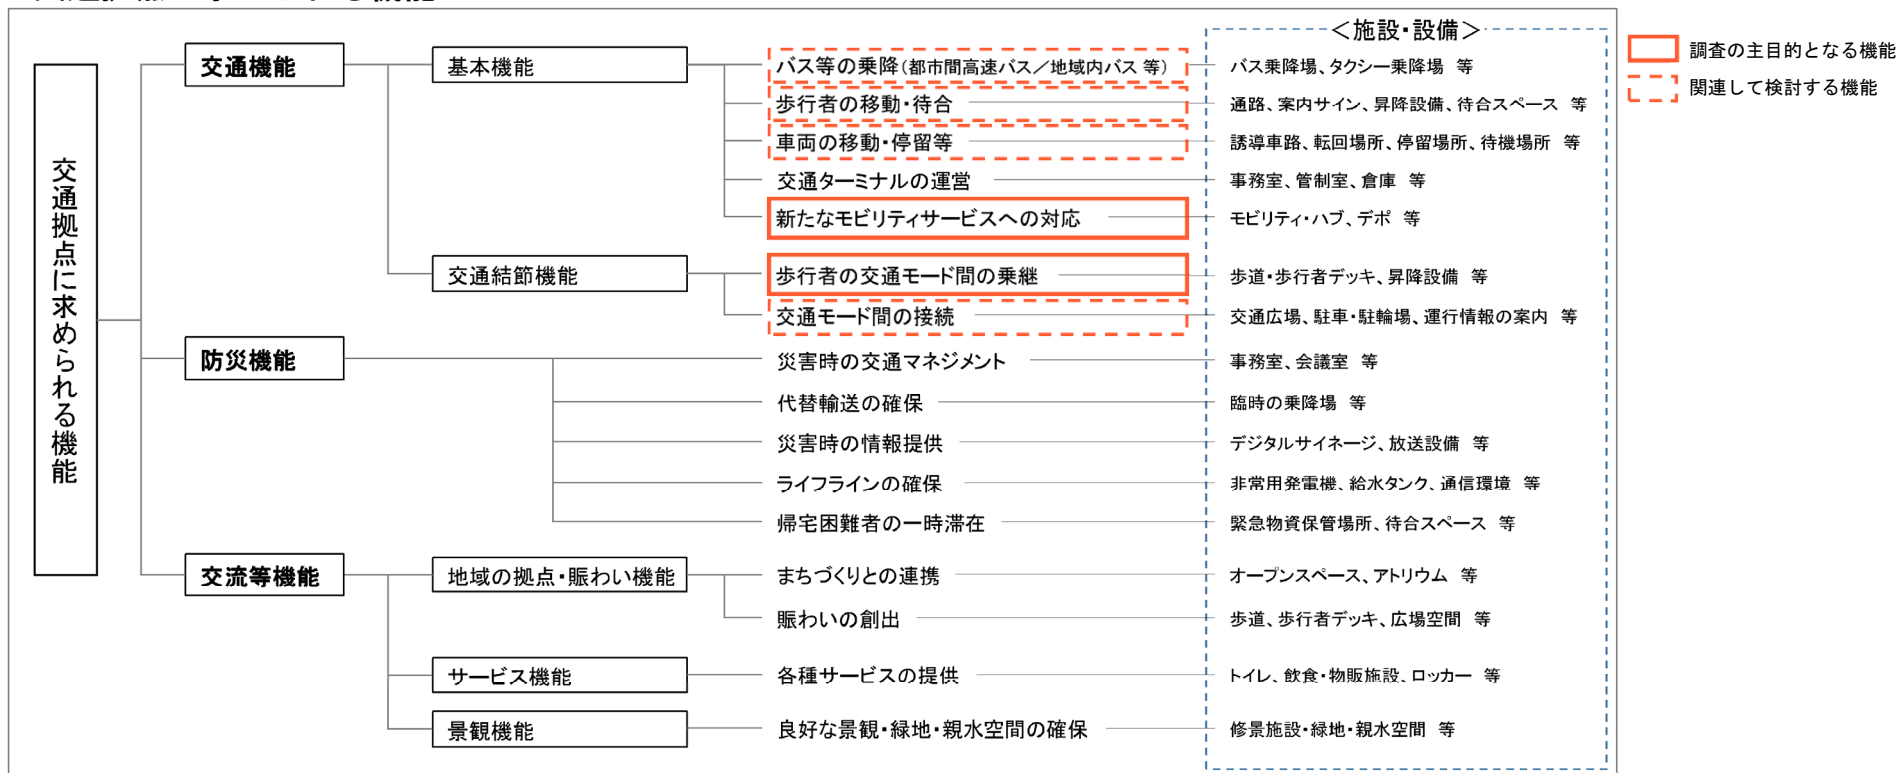 ＜施設・設備＞
調査の主目的となる機能
関連して検討する機能
交通拠点に求められる機能
交通機能
基本機能
バス等の乗降（都市間高速バス／地域内バス 等）
バス乗降場、タクシー乗降場 等
歩行者の移動・待合
通路、案内サイン、昇降設備、待合スペース 等
車両の移動・停留等
誘導車路、転回場所、停留場所、待機場所 等
交通ターミナルの運営
事務室、管制室、倉庫 等
新たなモビリティサービスへの対応
モビリティ・ハブ、デポ 等
交通結節機能
歩行者の交通モード間の乗継
歩道・歩行者デッキ、昇降設備 等
交通モード間の接続
交通広場、駐車・駐輪場、運行情報の案内 等
防災機能
災害時の交通マネジメント
事務室、会議室 等
代替輸送の確保
臨時の乗降場 等
災害時の情報提供
デジタルサイネージ、放送設備 等
ライフラインの確保
非常用発電機、給水タンク、通信環境 等
帰宅困難者の一時滞在
緊急物資保管場所、待合スペース 等
交流等機能
地域の拠点・賑わい機能
まちづくりとの連携
オープンスペース、アトリウム 等
賑わいの創出
歩道、歩行者デッキ、広場空間 等
サービス機能
各種サービスの提供
トイレ、飲食・物販施設、ロッカー 等
景観機能
良好な景観・緑地・親水空間の確保
修景施設・緑地・親水空間 等